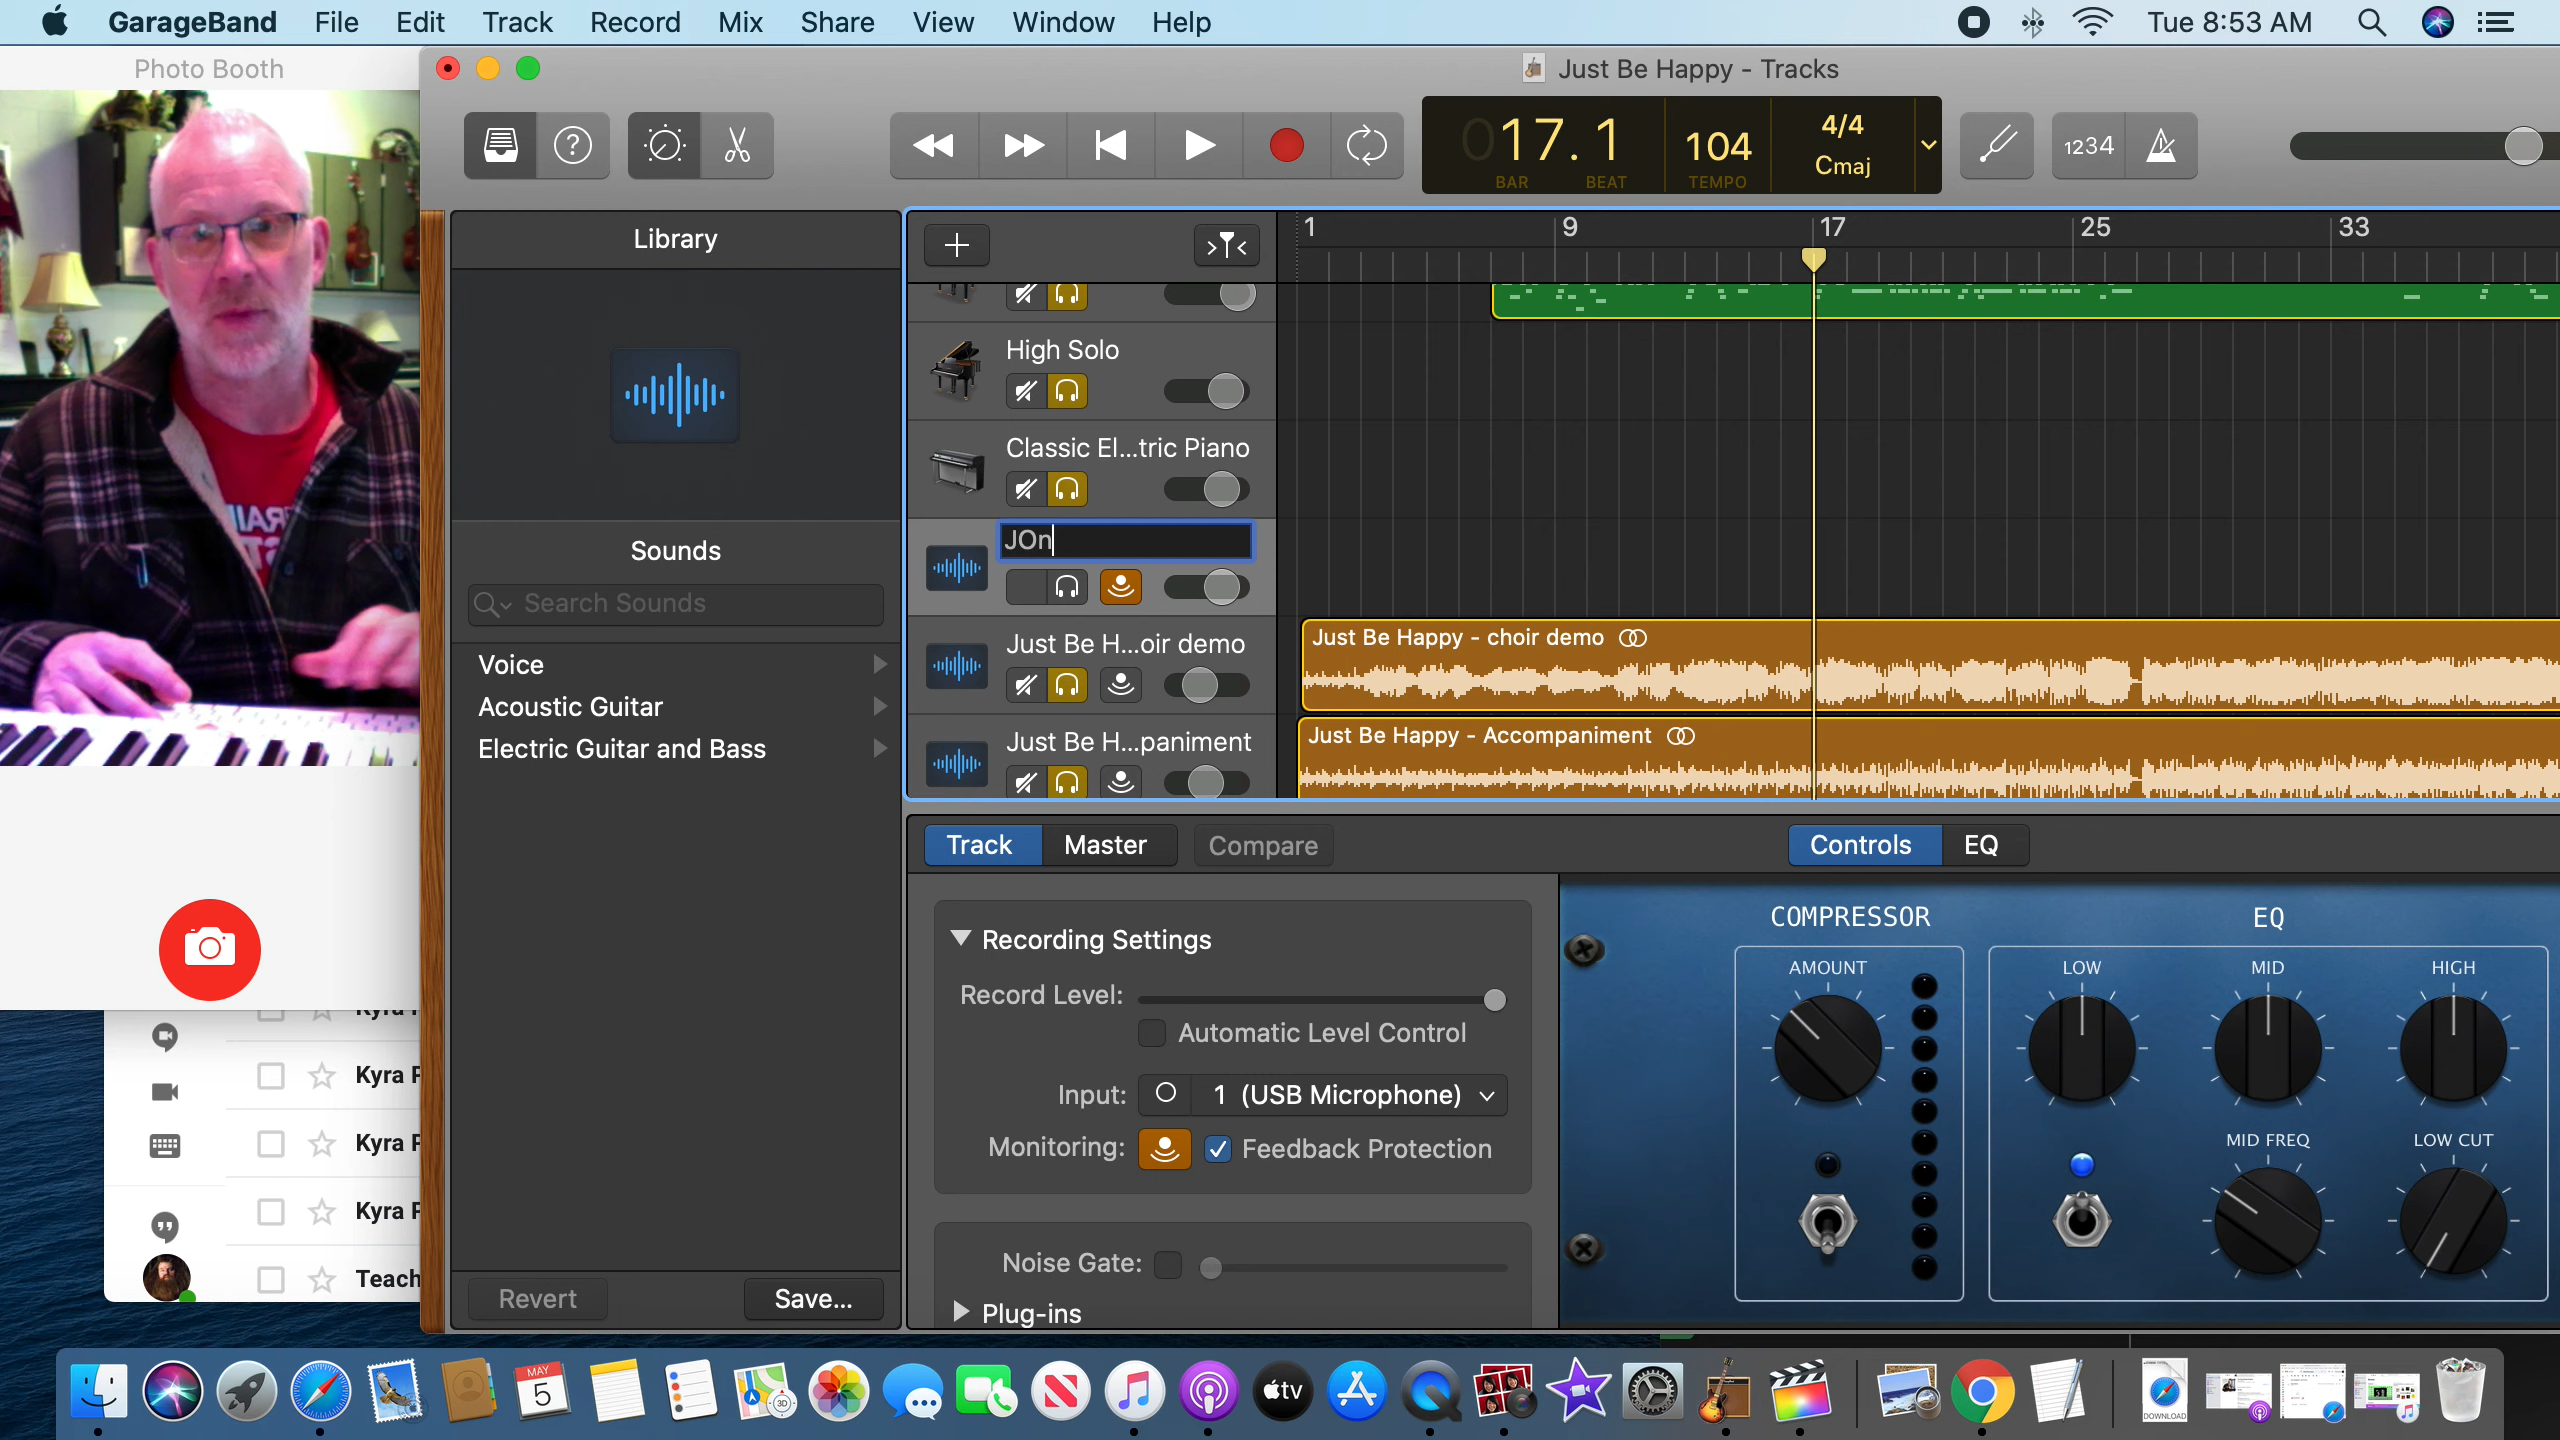 GarageBand File Edit Track Record Mix Share View Window Help
Tue 8:53 AM
Photo Booth
Just Be Happy - Tracks
017. 1
BAR BEAT
104
TEMPO
4/4
Cmaj
1234
Library
1 9 17 25 33
High Solo
Classic El...tric Piano
JOn
Sounds
Search Sounds
Voice
Acoustic Guitar
Electric Guitar and Bass
Just Be H...oir demo
Just Be Happy - choir demo
Just Be H...paniment
Just Be Happy - Accompaniment
Track Master Compare
Controls EQ
Recording Settings
Record Level:
Automatic Level Control
Input: 1 (USB Microphone)
Monitoring: Feedback Protection
Noise Gate:
Plug-ins
COMPRESSOR
AMOUNT
EQ
LOW MID HIGH
MID FREQ LOW CUT
Kyra
Kyra
Kyra
Kyra
Teach
Revert Save...
MAY
5
3D
tv
DOWNLOAD